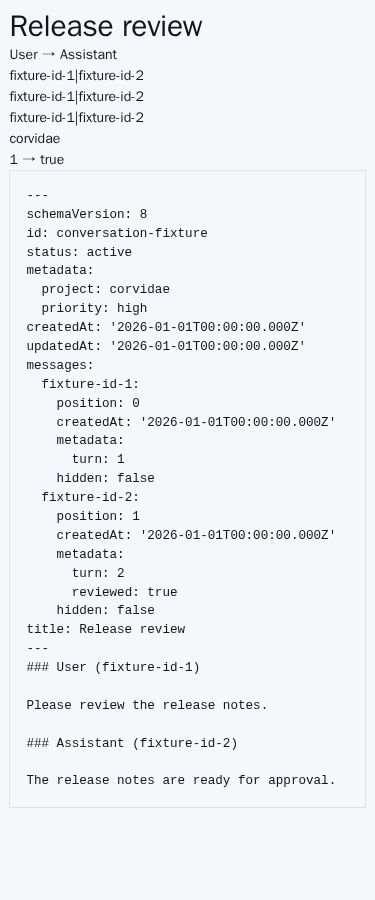 Release review
User → Assistant
fixture-id-1|fixture-id-2
fixture-id-1|fixture-id-2
fixture-id-1|fixture-id-2
corvidae
1 → true
---
schemaVersion: 8
id: conversation-fixture
status: active
metadata:
  project: corvidae
  priority: high
createdAt: '2026-01-01T00:00:00.000Z'
updatedAt: '2026-01-01T00:00:00.000Z'
messages:
  fixture-id-1:
    position: 0
    createdAt: '2026-01-01T00:00:00.000Z'
    metadata:
      turn: 1
    hidden: false
  fixture-id-2:
    position: 1
    createdAt: '2026-01-01T00:00:00.000Z'
    metadata:
      turn: 2
      reviewed: true
    hidden: false
title: Release review
---
### User (fixture-id-1)
Please review the release notes.
### Assistant (fixture-id-2)
The release notes are ready for approval.